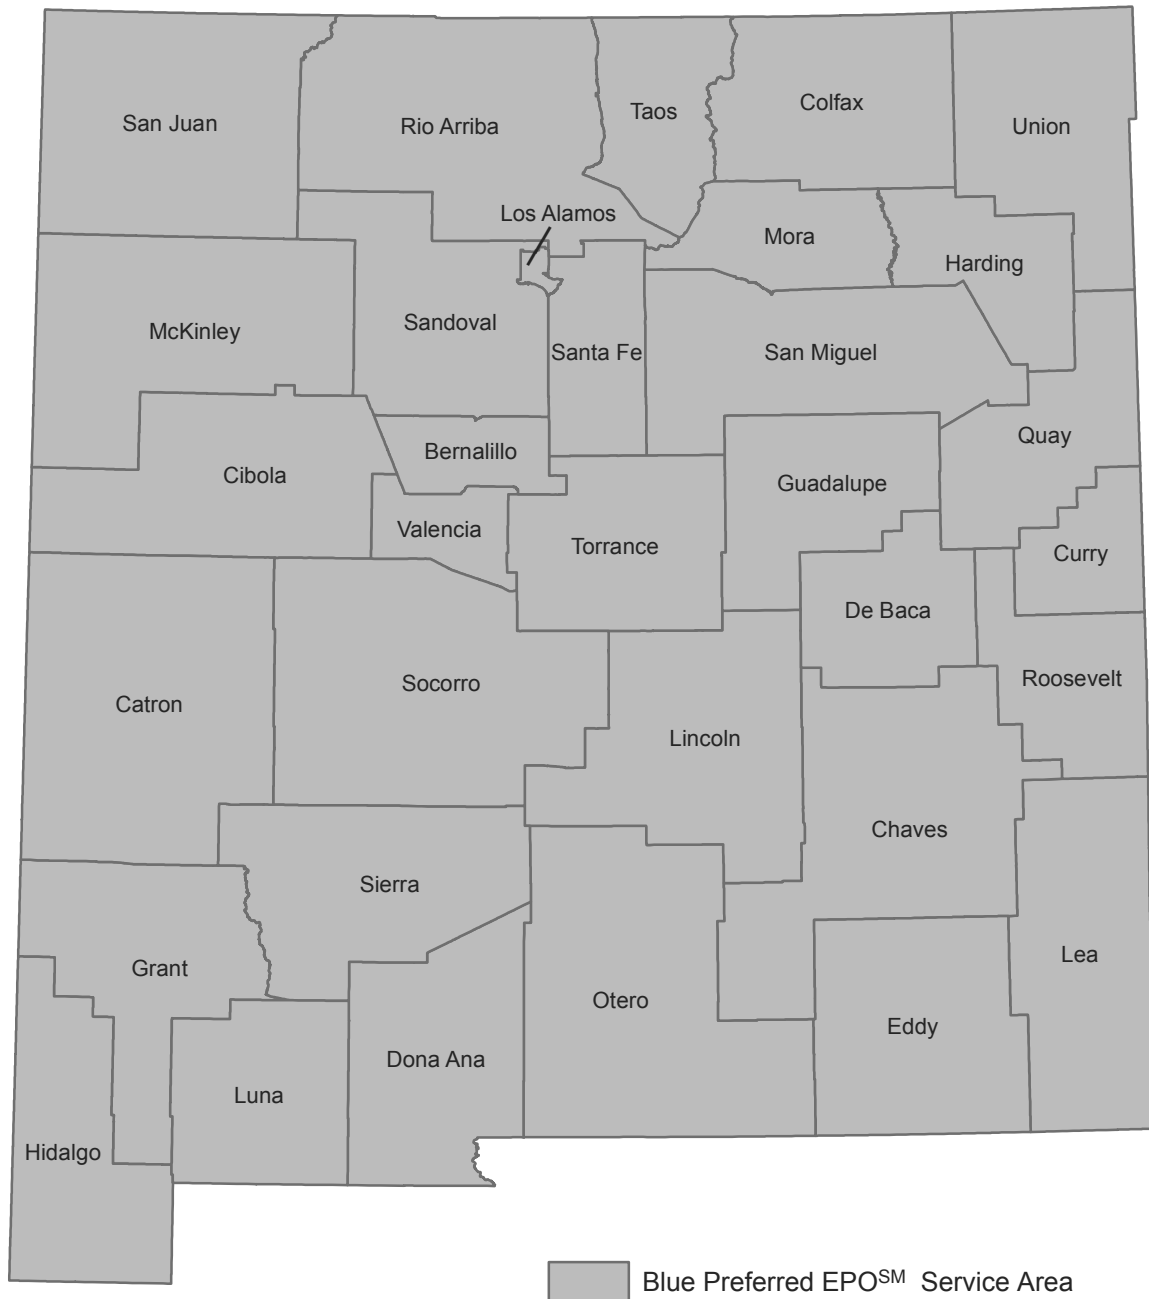 San Juan
Rio Arriba
Taos
Colfax
Union
Los Alamos
Mora
Harding
McKinley
Sandoval
Santa Fe
San Miguel
Quay
Bernalillo
Cibola
Guadalupe
Valencia
Torrance
Curry
De Baca
Catron
Socorro
Roosevelt
Lincoln
Chaves
Sierra
Grant
Lea
Otero
Eddy
Dona Ana
Luna
Hidalgo
Blue Preferred EPOSM Service Area